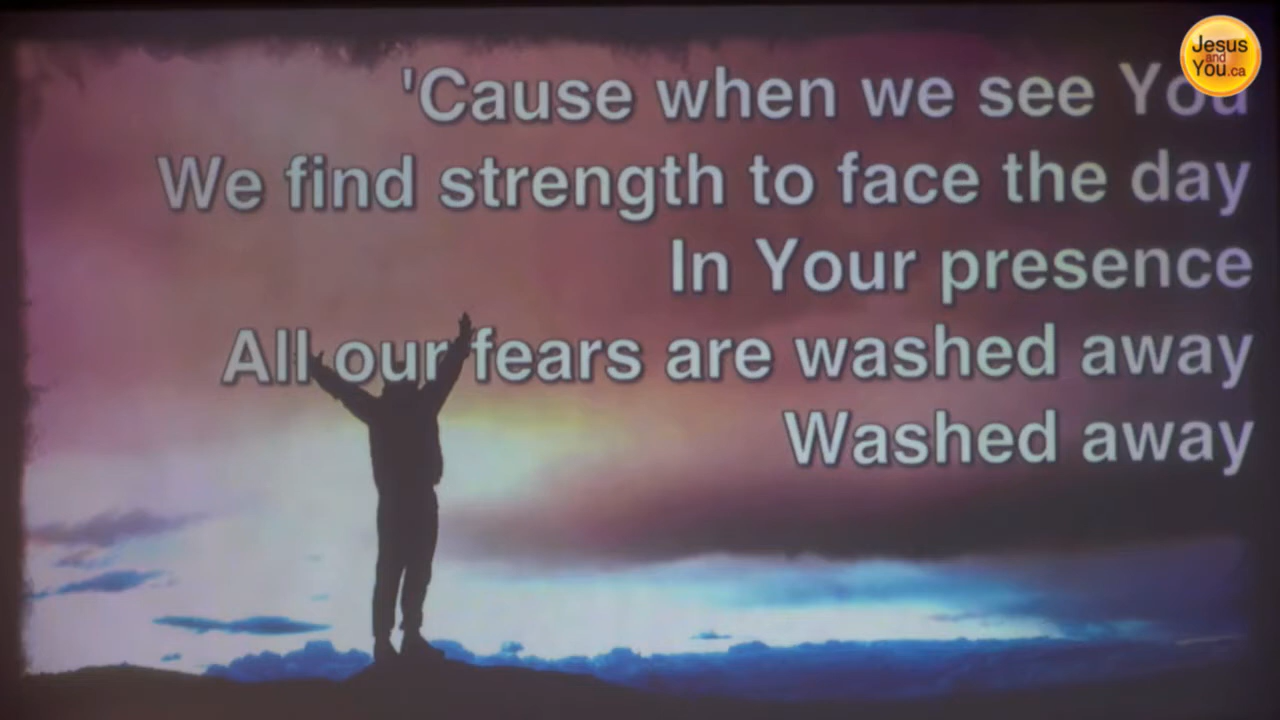 Jesus
and
You.ca
'Cause when we see You
We find strength to face the day
In Your presence
All our fears are washed away
Washed away